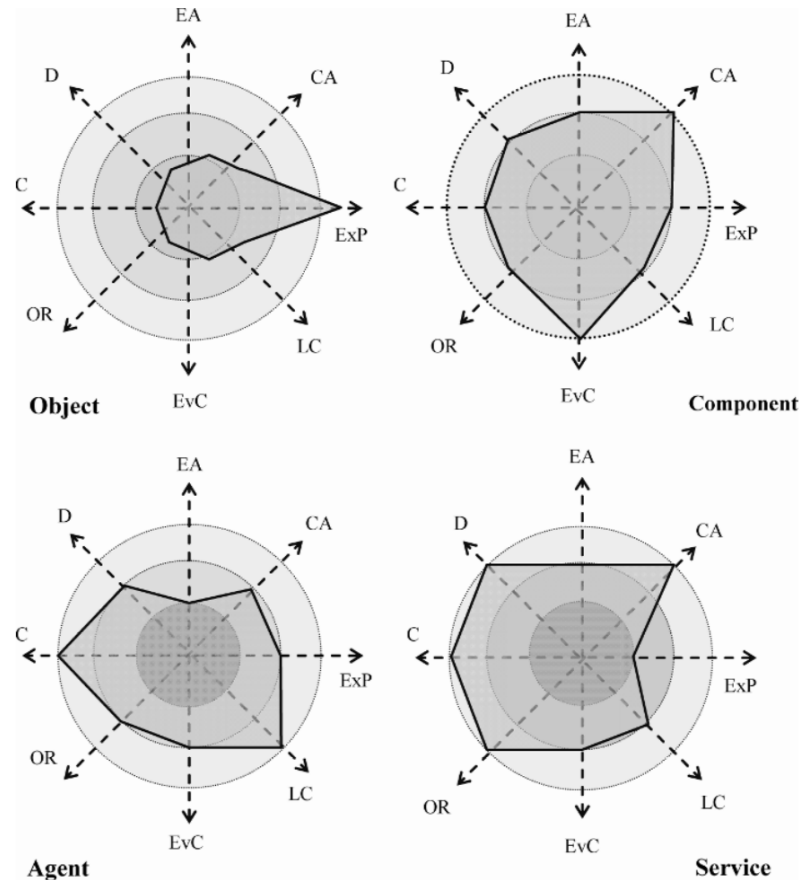 EA
D
CA
C
ExP
OR
LC
EvC
Object
EA
D
CA
C
ExP
OR
LC
EvC
Component
EA
D
CA
C
ExP
OR
LC
EvC
Agent
EA
D
CA
C
ExP
OR
LC
EvC
Service